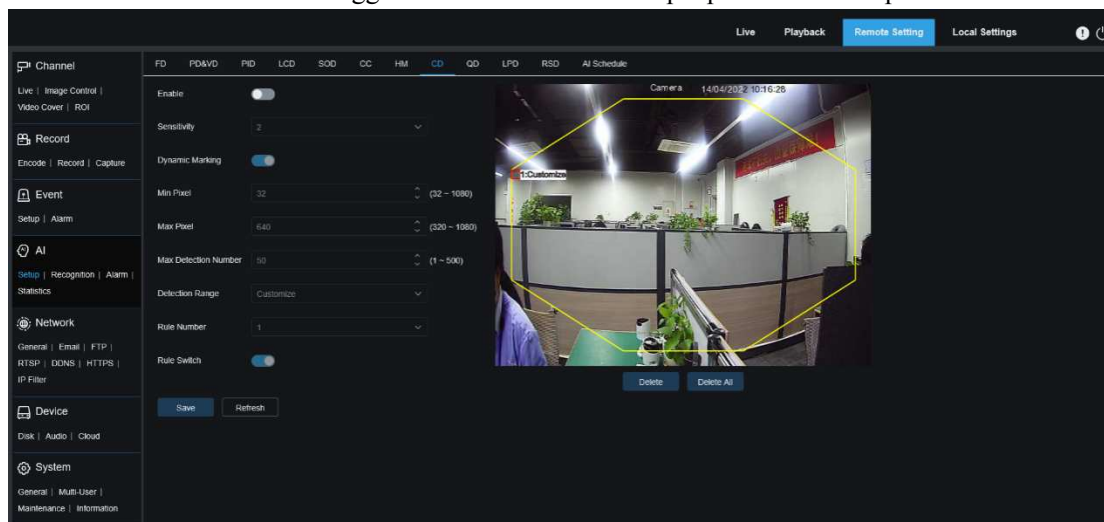 Live Playback Remote Setting Local Settings
Channel
Live | Image Control |
Video Cover | ROI
Record
Encode | Record | Capture
Event
Setup | Alarm
AI
Setup | Recognition | Alarm |
Statistics
Network
General | Email | FTP |
RTSP | DDNS | HTTPS |
IP Filter
Device
Disk | Audio | Cloud
System
General | Multi-User |
Maintenance | Information
FD PD&VD PID LCD SOD CC HM CD QD LPD RSD AI Schedule
Enable
Sensitivity 2
Dynamic Marking
Min Pixel 32 (32 ~ 1080)
Max Pixel 640 (320 ~ 1080)
Max Detection Number 50 (1 ~ 500)
Detection Range Customize
Rule Number 1
Rule Switch
Save Refresh
Camera 14/04/2022 10:16:28
1:Customize
Delete Delete All